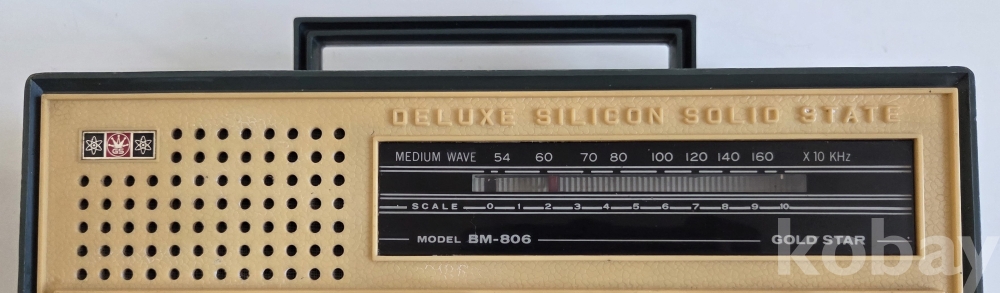 DELUXE SILICON SOLID STATE
GS
MEDIUM WAVE 54 60 70 80 100 120 140 160 X 10 KHz
SCALE 0 1 2 3 4 5 6 7 8 9 10
MODEL BM-806 GOLD STAR
kobay